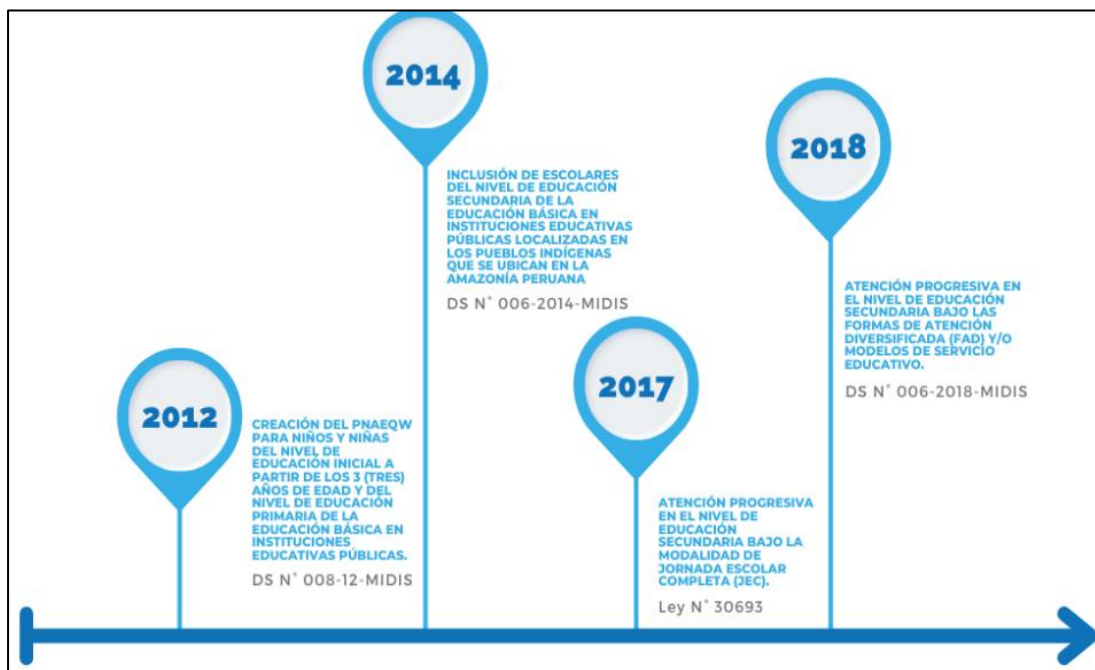 2012
CREACIÓN DEL PNAEQW
PARA NIÑOS Y NIÑAS
DEL NIVEL DE
EDUCACIÓN INICIAL A
PARTIR DE LOS 3 (TRES)
AÑOS DE EDAD Y DEL
NIVEL DE EDUCACIÓN
PRIMARIA DE LA
EDUCACIÓN BÁSICA EN
INSTITUCIONES
EDUCATIVAS PÚBLICAS.
DS N° 008-12-MIDIS
2014
INCLUSIÓN DE ESCOLARES
DEL NIVEL DE EDUCACIÓN
SECUNDARIA DE LA
EDUCACIÓN BÁSICA EN
INSTITUCIONES EDUCATIVAS
PÚBLICAS LOCALIZADAS EN
LOS PUEBLOS INDÍGENAS
QUE SE UBICAN EN LA
AMAZONÍA PERUANA
DS N° 006-2014-MIDIS
2017
ATENCIÓN PROGRESIVA
EN EL NIVEL DE
EDUCACIÓN
SECUNDARIA BAJO LA
MODALIDAD DE
JORNADA ESCOLAR
COMPLETA (JEC).
Ley N° 30693
2018
ATENCIÓN PROGRESIVA EN
EL NIVEL DE EDUCACIÓN
SECUNDARIA BAJO LAS
FORMAS DE ATENCIÓN
DIVERSIFICADA (FAD) Y/O
MODELOS DE SERVICIO
EDUCATIVO.
DS N° 006-2018-MIDIS